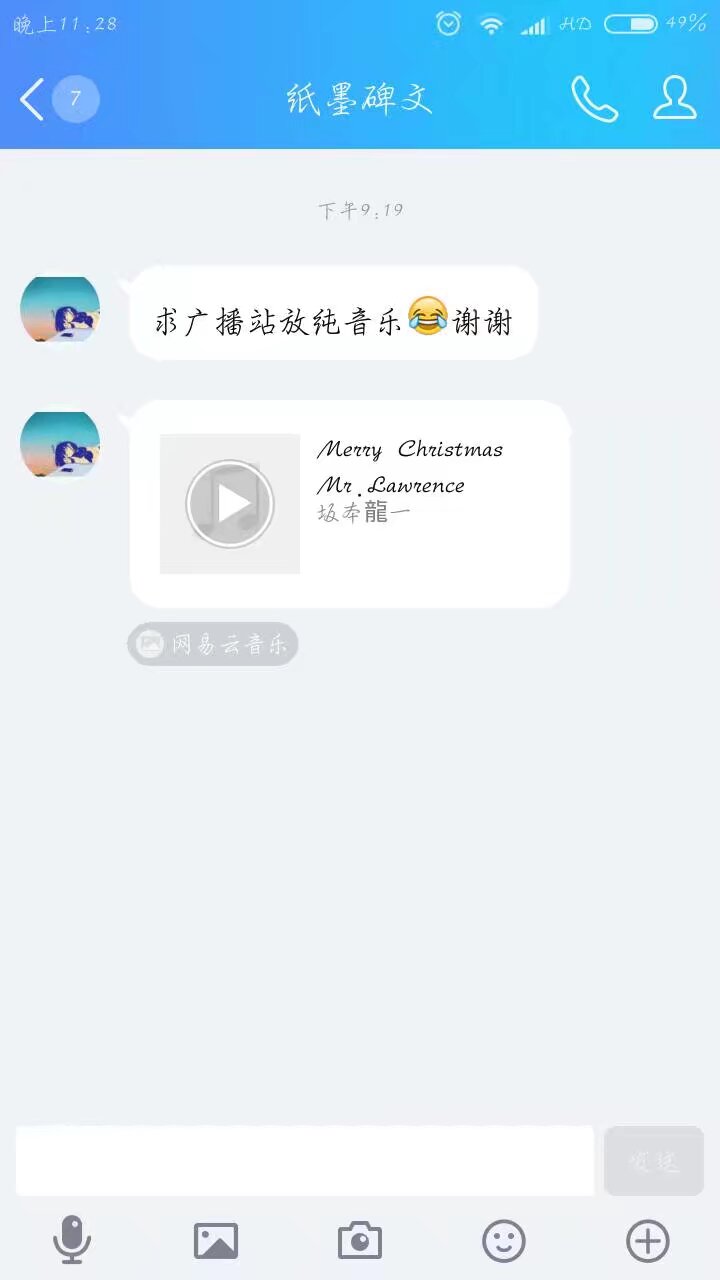 晚上11:28
HD
49%
7
纸墨碑文
下午9:19
求广播站放纯音乐😂谢谢
Merry Christmas
Mr.Lawrence
坂本龍一
网易云音乐
发送